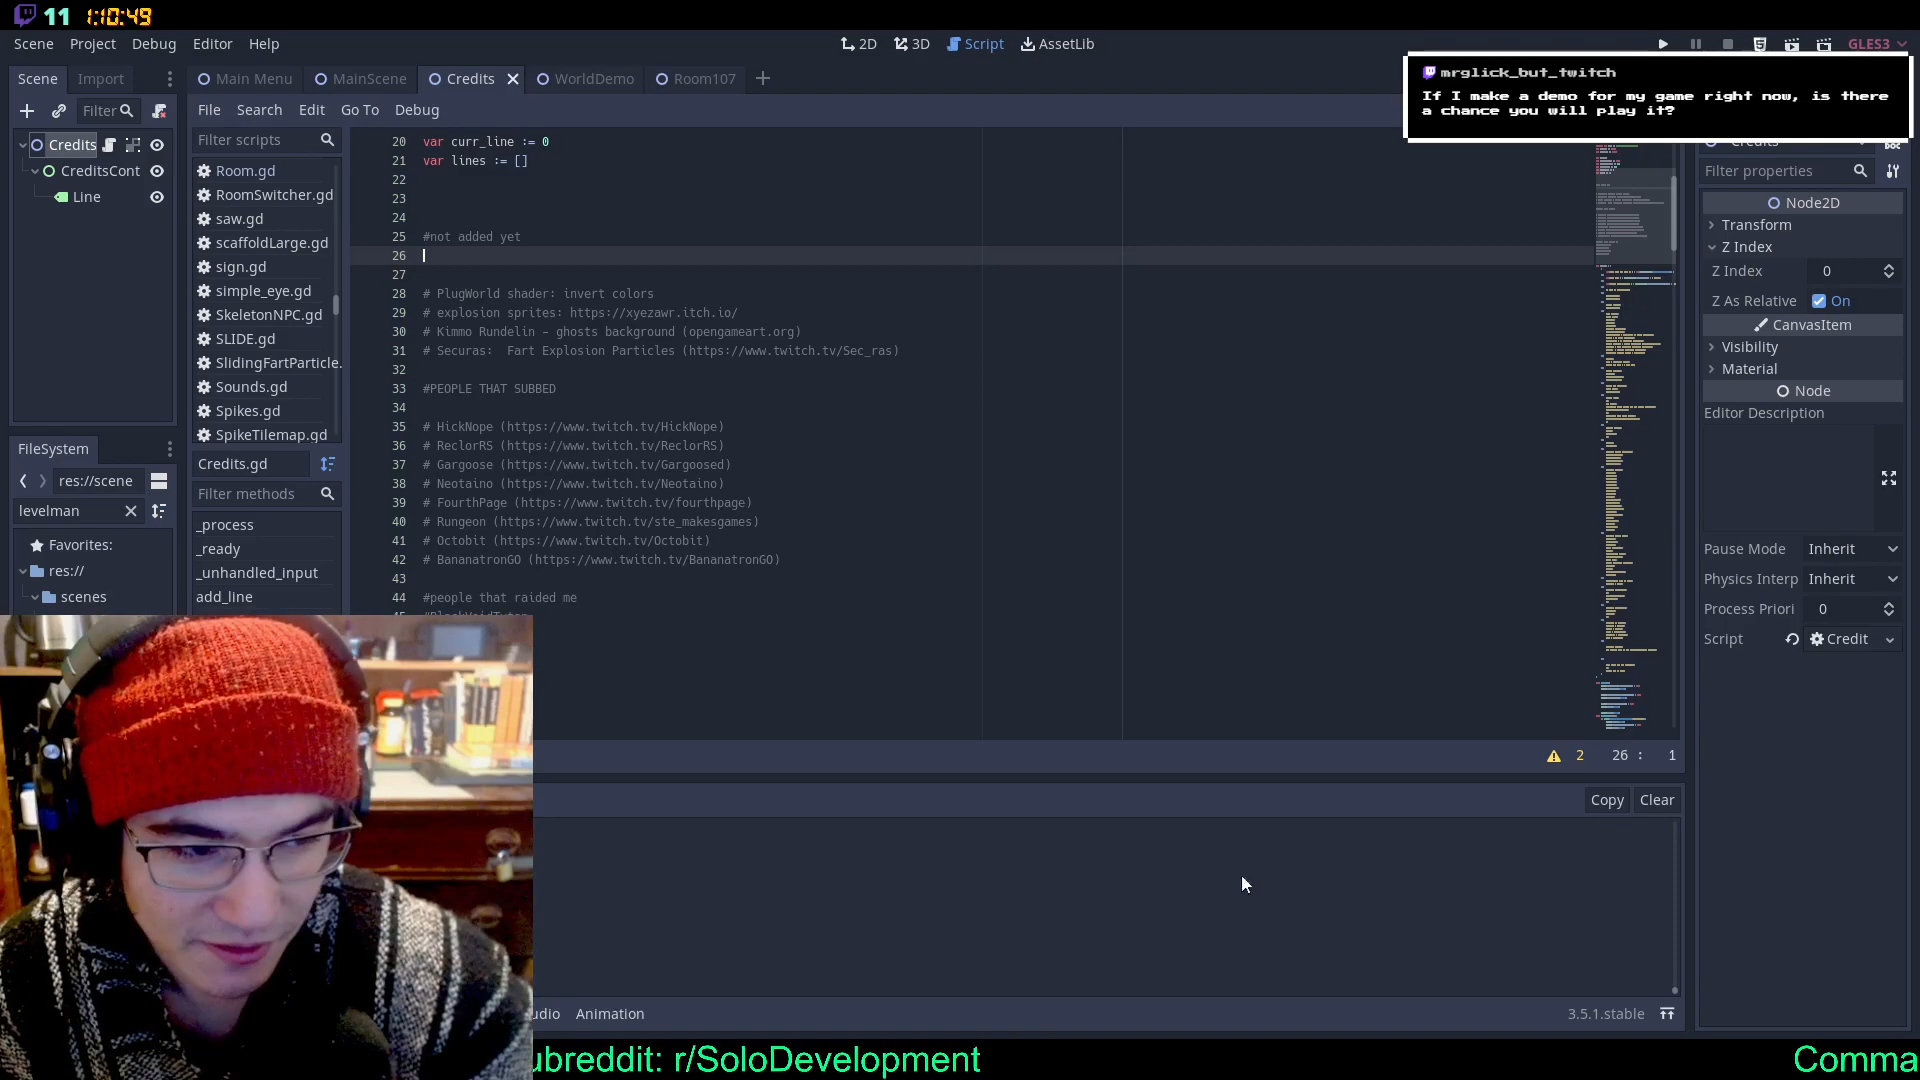 11 1:10:49
Scene Project Debug Editor Help
2D 3D Script AssetLib
GLES3
mrglick_but_twitch
If I make a demo for my game right now, is there
a chance you will play it?
Scene Import
Main Menu MainScene Credits WorldDemo Room107
Filter
File Search Edit Go To Debug
Credits
CreditsCont
Line
Filter scripts
Room.gd
RoomSwitcher.gd
saw.gd
scaffoldLarge.gd
sign.gd
simple_eye.gd
SkeletonNPC.gd
SLIDE.gd
SlidingFartParticle.
Sounds.gd
Spikes.gd
SpikeTilemap.gd
Credits.gd
Filter methods
_process
_ready
_unhandled_input
add_line
FileSystem
res://scene
levelman
Favorites:
res://
scenes
20 var curr_line := 0
21 var lines := []
22
23
24
25 #not added yet
26
27
28 # PlugWorld shader: invert colors
29 # explosion sprites: https://xyezawr.itch.io/
30 # Kimmo Rundelin - ghosts background (opengameart.org)
31 # Securas:  Fart Explosion Particles (https://www.twitch.tv/Sec_ras)
32
33 #PEOPLE THAT SUBBED
34
35 # HickNope (https://www.twitch.tv/HickNope)
36 # ReclorRS (https://www.twitch.tv/ReclorRS)
37 # Gargoose (https://www.twitch.tv/Gargoosed)
38 # Neotaino (https://www.twitch.tv/Neotaino)
39 # FourthPage (https://www.twitch.tv/fourthpage)
40 # Rungeon (https://www.twitch.tv/ste_makesgames)
41 # Octobit (https://www.twitch.tv/Octobit)
42 # BananatronGO (https://www.twitch.tv/BananatronGO)
43
44 #people that raided me
2 26 : 1
Copy Clear
udio Animation
3.5.1.stable
Filter properties
Node2D
Transform
Z Index
Z Index 0
Z As Relative On
CanvasItem
Visibility
Material
Node
Editor Description
Pause Mode Inherit
Physics Interp Inherit
Process Priori 0
Script Credit
ubreddit: r/SoloDevelopment
Comma